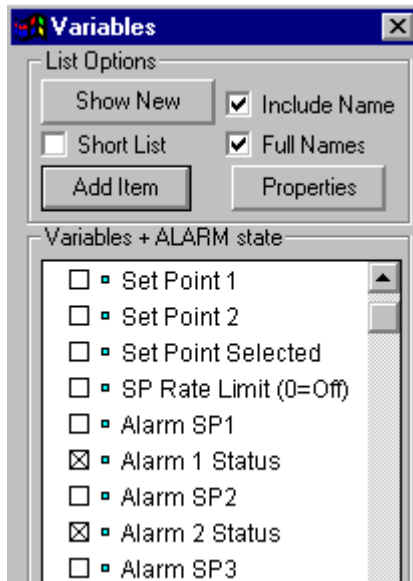 Variables
List Options
Show New
Include Name
Short List
Full Names
Add Item
Properties
Variables + ALARM state
Set Point 1
Set Point 2
Set Point Selected
SP Rate Limit (0=Off)
Alarm SP1
Alarm 1 Status
Alarm SP2
Alarm 2 Status
Alarm SP3